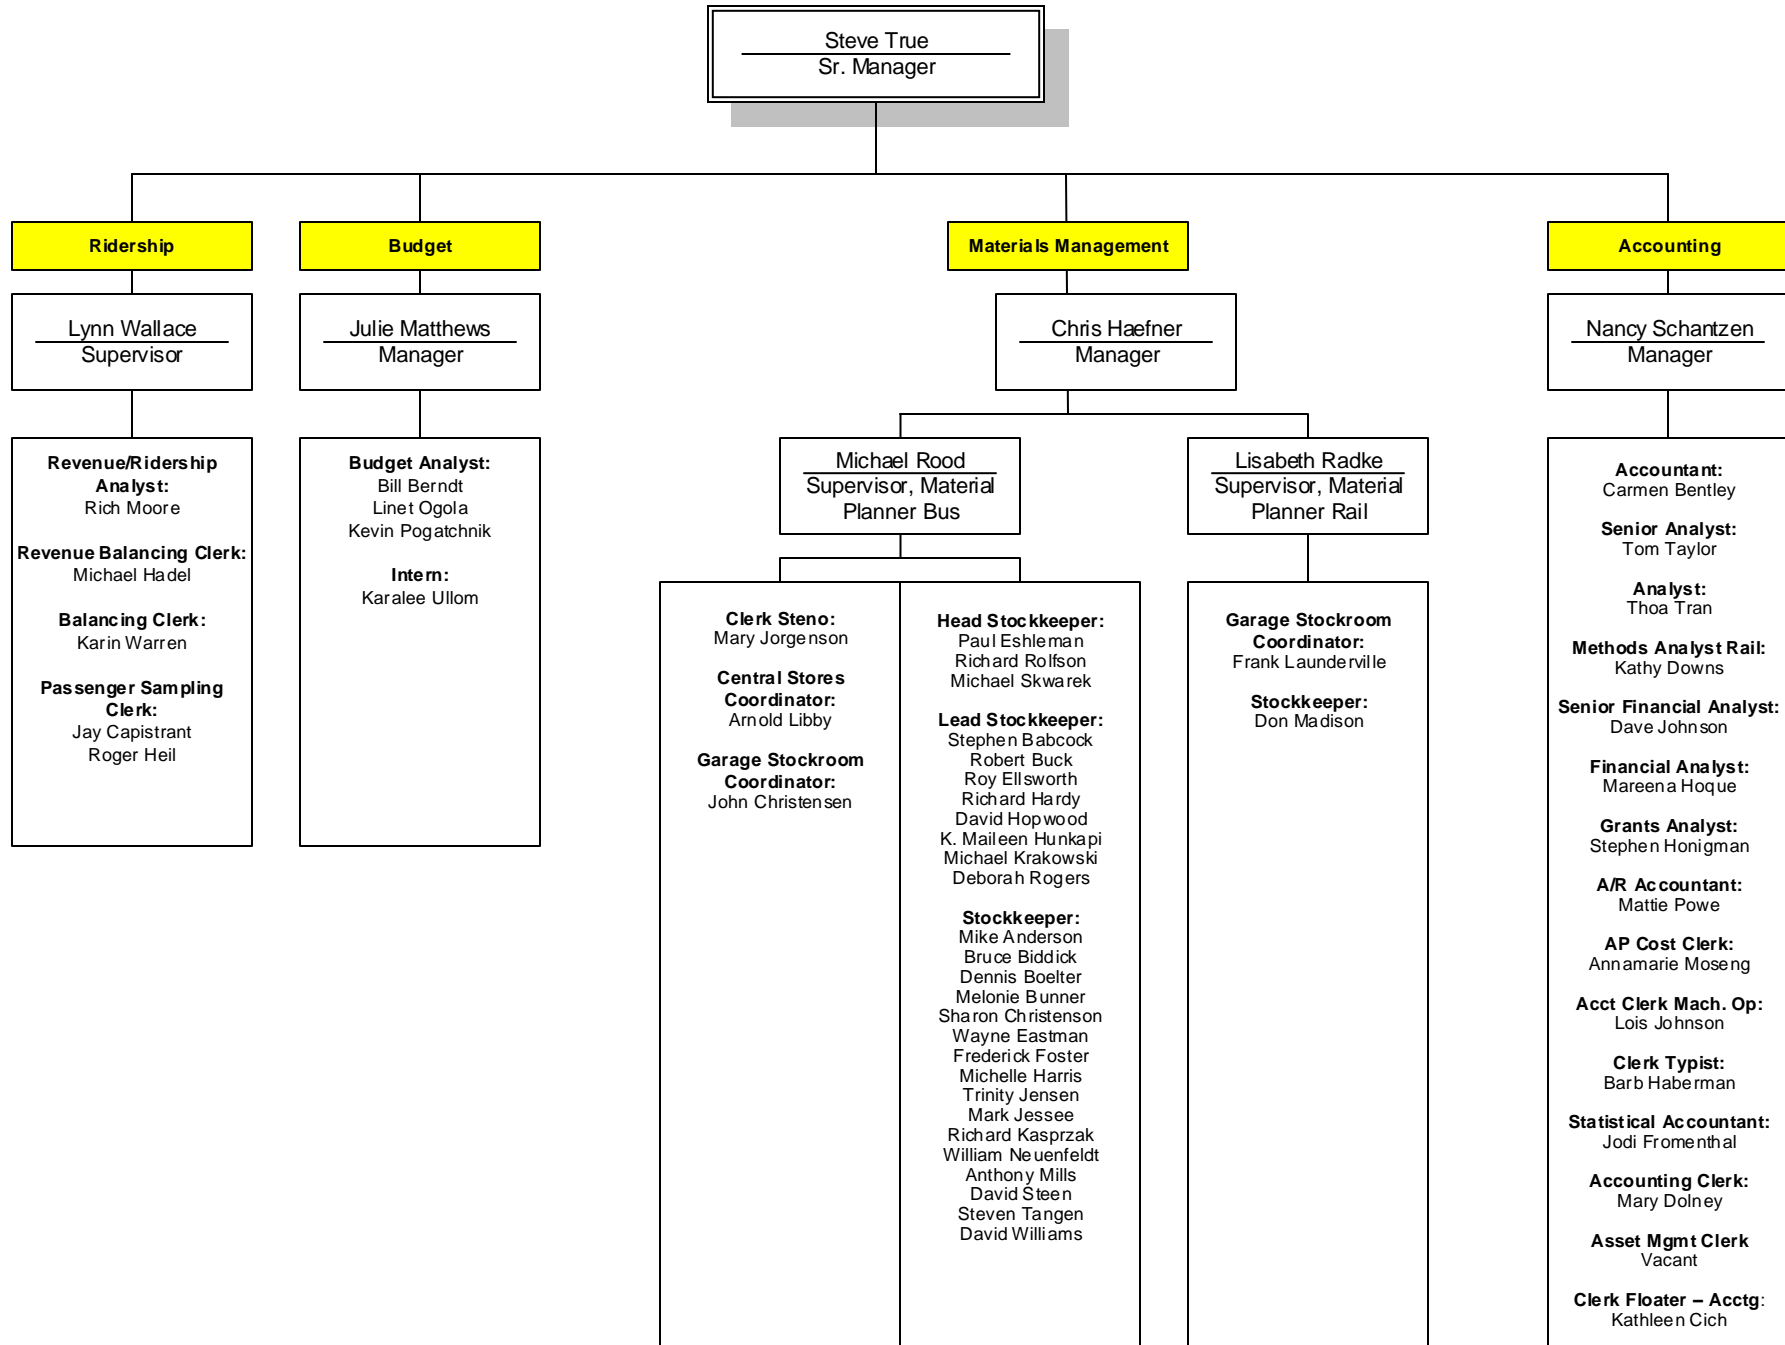 Steve True
Sr. Manager
Ridership
Lynn Wallace
Supervisor
Revenue/Ridership
Analyst:
Rich Moore
Revenue Balancing Clerk:
Michael Hadel
Balancing Clerk:
Karin Warren
Passenger Sampling
Clerk:
Jay Capistrant
Roger Heil
Budget
Julie Matthews
Manager
Budget Analyst:
Bill Berndt
Linet Ogola
Kevin Pogatchnik
Intern:
Karalee Ullom
Materials Management
Chris Haefner
Manager
Michael Rood
Supervisor, Material
Planner Bus
Clerk Steno:
Mary Jorgenson
Central Stores
Coordinator:
Arnold Libby
Garage Stockroom
Coordinator:
John Christensen
Head Stockkeeper:
Paul Eshleman
Richard Rolfson
Michael Skwarek
Lead Stockkeeper:
Stephen Babcock
Robert Buck
Roy Ellsworth
Richard Hardy
David Hopwood
K. Maileen Hunkapi
Michael Krakowski
Deborah Rogers
Stockkeeper:
Mike Anderson
Bruce Biddick
Dennis Boelter
Melonie Bunner
Sharon Christenson
Wayne Eastman
Frederick Foster
Michelle Harris
Trinity Jensen
Mark Jessee
Richard Kasprzak
William Neuenfeldt
Anthony Mills
David Steen
Steven Tangen
David Williams
Lisabeth Radke
Supervisor, Material
Planner Rail
Garage Stockroom
Coordinator:
Frank Launderville
Stockkeeper:
Don Madison
Accounting
Nancy Schantzen
Manager
Accountant:
Carmen Bentley
Senior Analyst:
Tom Taylor
Analyst:
Thoa Tran
Methods Analyst Rail:
Kathy Downs
Senior Financial Analyst:
Dave Johnson
Financial Analyst:
Mareena Hoque
Grants Analyst:
Stephen Honigman
A/R Accountant:
Mattie Powe
AP Cost Clerk:
Annamarie Moseng
Acct Clerk Mach. Op:
Lois Johnson
Clerk Typist:
Barb Haberman
Statistical Accountant:
Jodi Fromenthal
Accounting Clerk:
Mary Dolney
Asset Mgmt Clerk
Vacant
Clerk Floater – Acctg:
Kathleen Cich